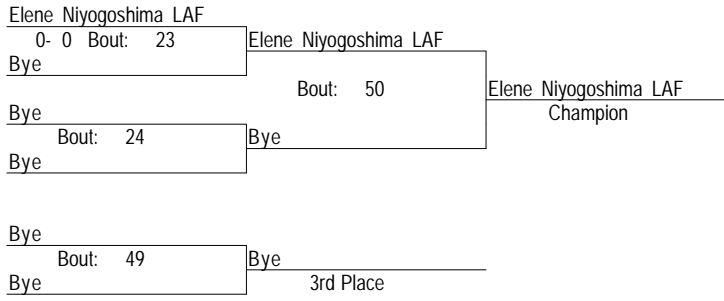 Elene Niyogoshima LAF
0- 0 Bout: 23
Bye
Elene Niyogoshima LAF
Bout: 50
Elene Niyogoshima LAF
Champion
Bye
Bout: 24
Bye
Bye
Bye
Bout: 49
Bye
Bye
3rd Place